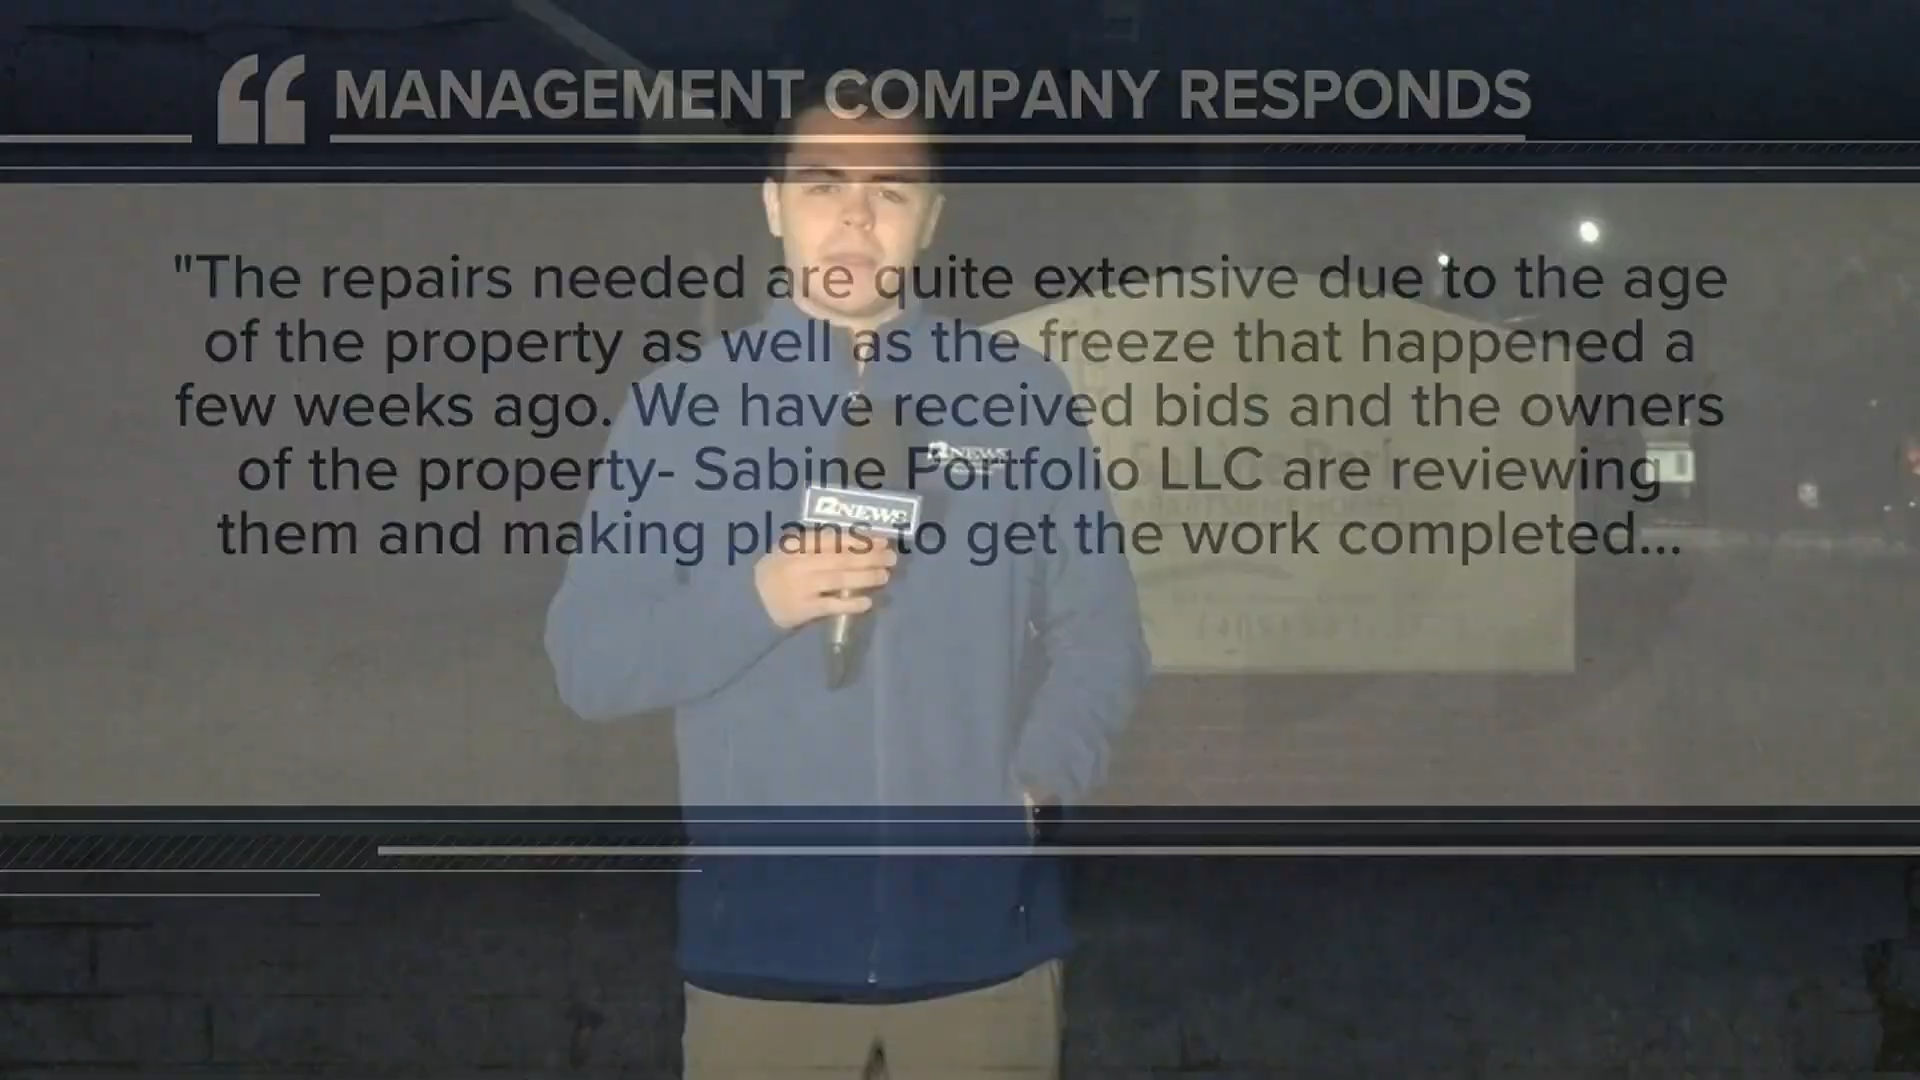 MANAGEMENT COMPANY RESPONDS
"The repairs needed are quite extensive due to the age
of the property as well as the freeze that happened a
few weeks ago. We have received bids and the owners
of the property- Sabine Portfolio LLC are reviewing
them and making plans to get the work completed...
12NEWS
12NEWS